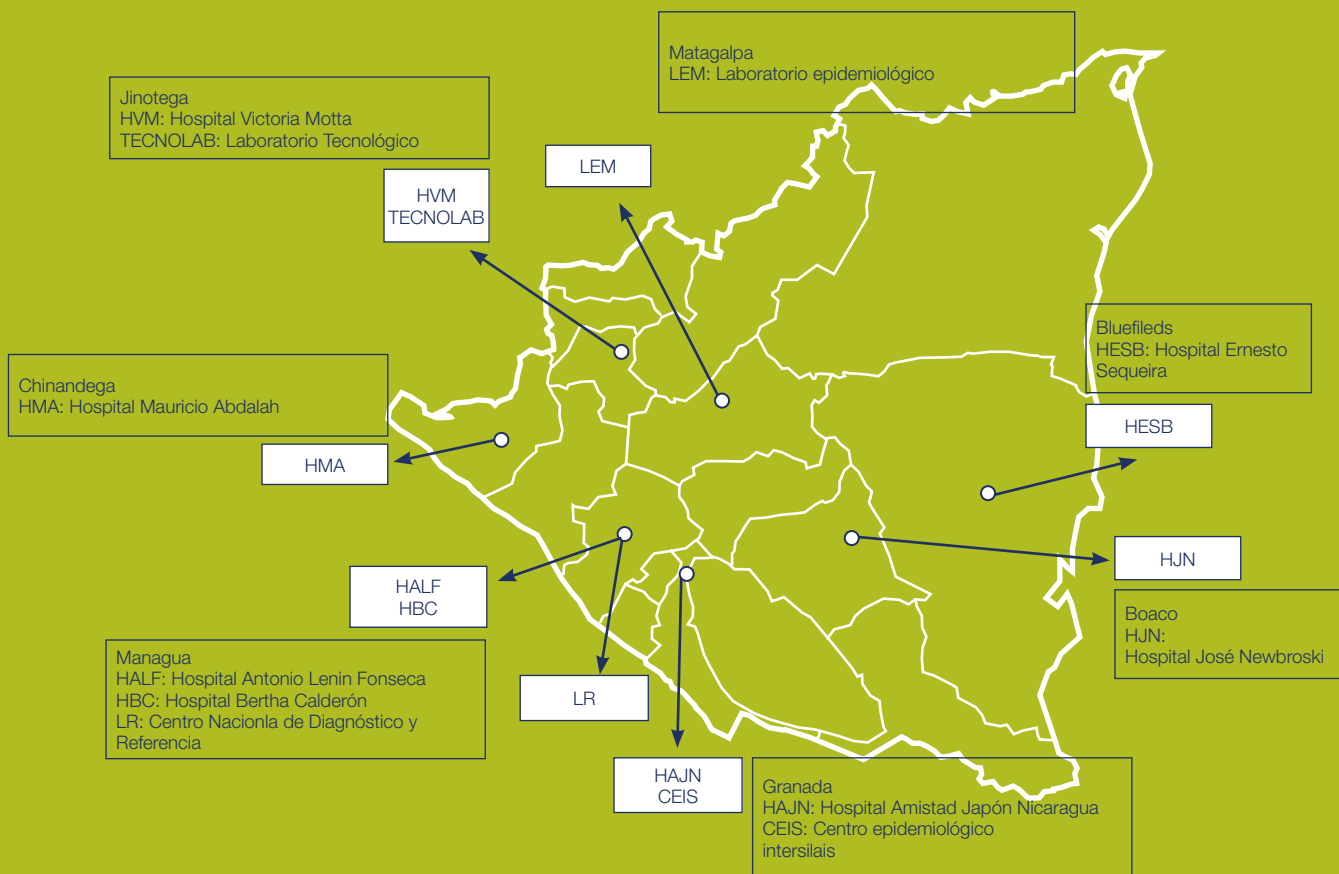 Matagalpa
LEM: Laboratorio epidemiológico
Jinotega
HVM: Hospital Victoria Motta
TECNOLAB: Laboratorio Tecnológico
LEM
HVM
TECNOLAB
Bluefileds
HESB: Hospital Ernesto
Sequeira
Chinandega
HMA: Hospital Mauricio Abdalah
HESB
HMA
HJN
HALF
HBC
Boaco
HJN:
Hospital José Newbroski
Managua
HALF: Hospital Antonio Lenin Fonseca
HBC: Hospital Bertha Calderón
LR: Centro Nacionla de Diagnóstico y
Referencia
LR
HAJN
CEIS
Granada
HAJN: Hospital Amistad Japón Nicaragua
CEIS: Centro epidemiológico
intersilais